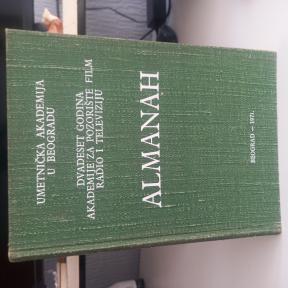 UMETNIČKA AKADEMIJA
U BEOGRADU
DVADESET GODINA
AKADEMIJE ZA POZORIŠTE FILM
RADIO I TELEVIZIJU
ALMANAH
BEOGRAD — 1971.